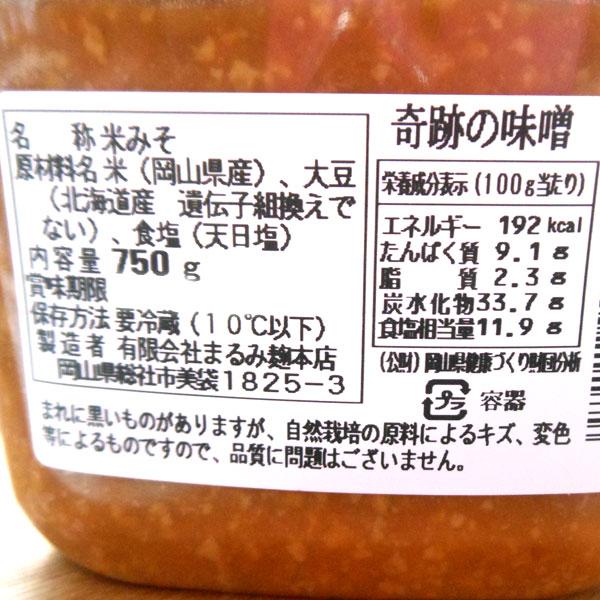 名　称 米みそ
原材料名 米（岡山県産）、大豆
（北海道産　遺伝子組換えで
ない）、食塩（天日塩）
内容量 750 g
賞味期限
保存方法 要冷蔵（10℃以下）
製造者 有限会社まるみ麹本店
岡山県総社市美袋1825-3
奇跡の味噌
栄養成分表示（100g当たり）
エネルギー 192 kcal
たんぱく質 9.1 g
脂　質 2.3 g
炭水化物33.7 g
食塩相当量11.9 g
（公財）岡山県健康づくり財団分析
プラ 容器
まれに黒いものがありますが、自然栽培の原料によるキズ、変色
等によるものですので、品質に問題はございません。